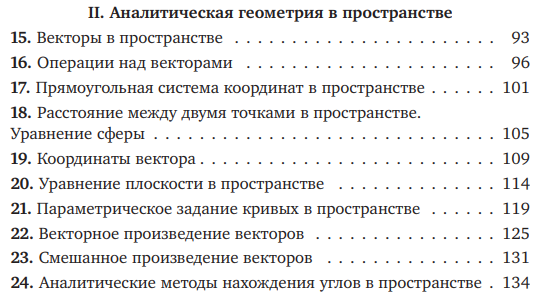 II. Аналитическая геометрия в пространстве
15. Векторы в пространстве . . . . . . . . . . . . . . . . . . . . . . . . 93
16. Операции над векторами . . . . . . . . . . . . . . . . . . . . . . . 96
17. Прямоугольная система координат в пространстве . . . . . . 101
18. Расстояние между двумя точками в пространстве.
Уравнение сферы . . . . . . . . . . . . . . . . . . . . . . . . . . . . . 105
19. Координаты вектора . . . . . . . . . . . . . . . . . . . . . . . . . . 109
20. Уравнение плоскости в пространстве . . . . . . . . . . . . . . 114
21. Параметрическое задание кривых в пространстве . . . . . . 119
22. Векторное произведение векторов . . . . . . . . . . . . . . . . 125
23. Смешанное произведение векторов . . . . . . . . . . . . . . . 131
24. Аналитические методы нахождения углов в пространстве . 134